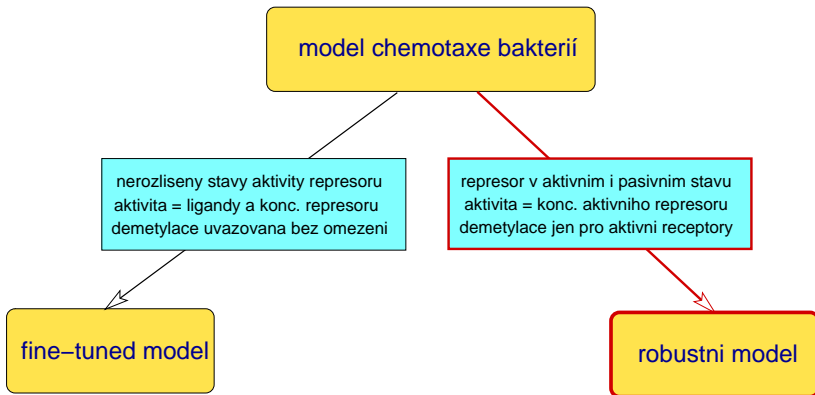 model chemotaxe bakterií
nerozliseny stavy aktivity represoru
aktivita = ligandy a konc. represoru
demetylace uvazovana bez omezeni
represor v aktivnim i pasivnim stavu
aktivita = konc. aktivniho represoru
demetylace jen pro aktivni receptory
fine−tuned model
robustni model